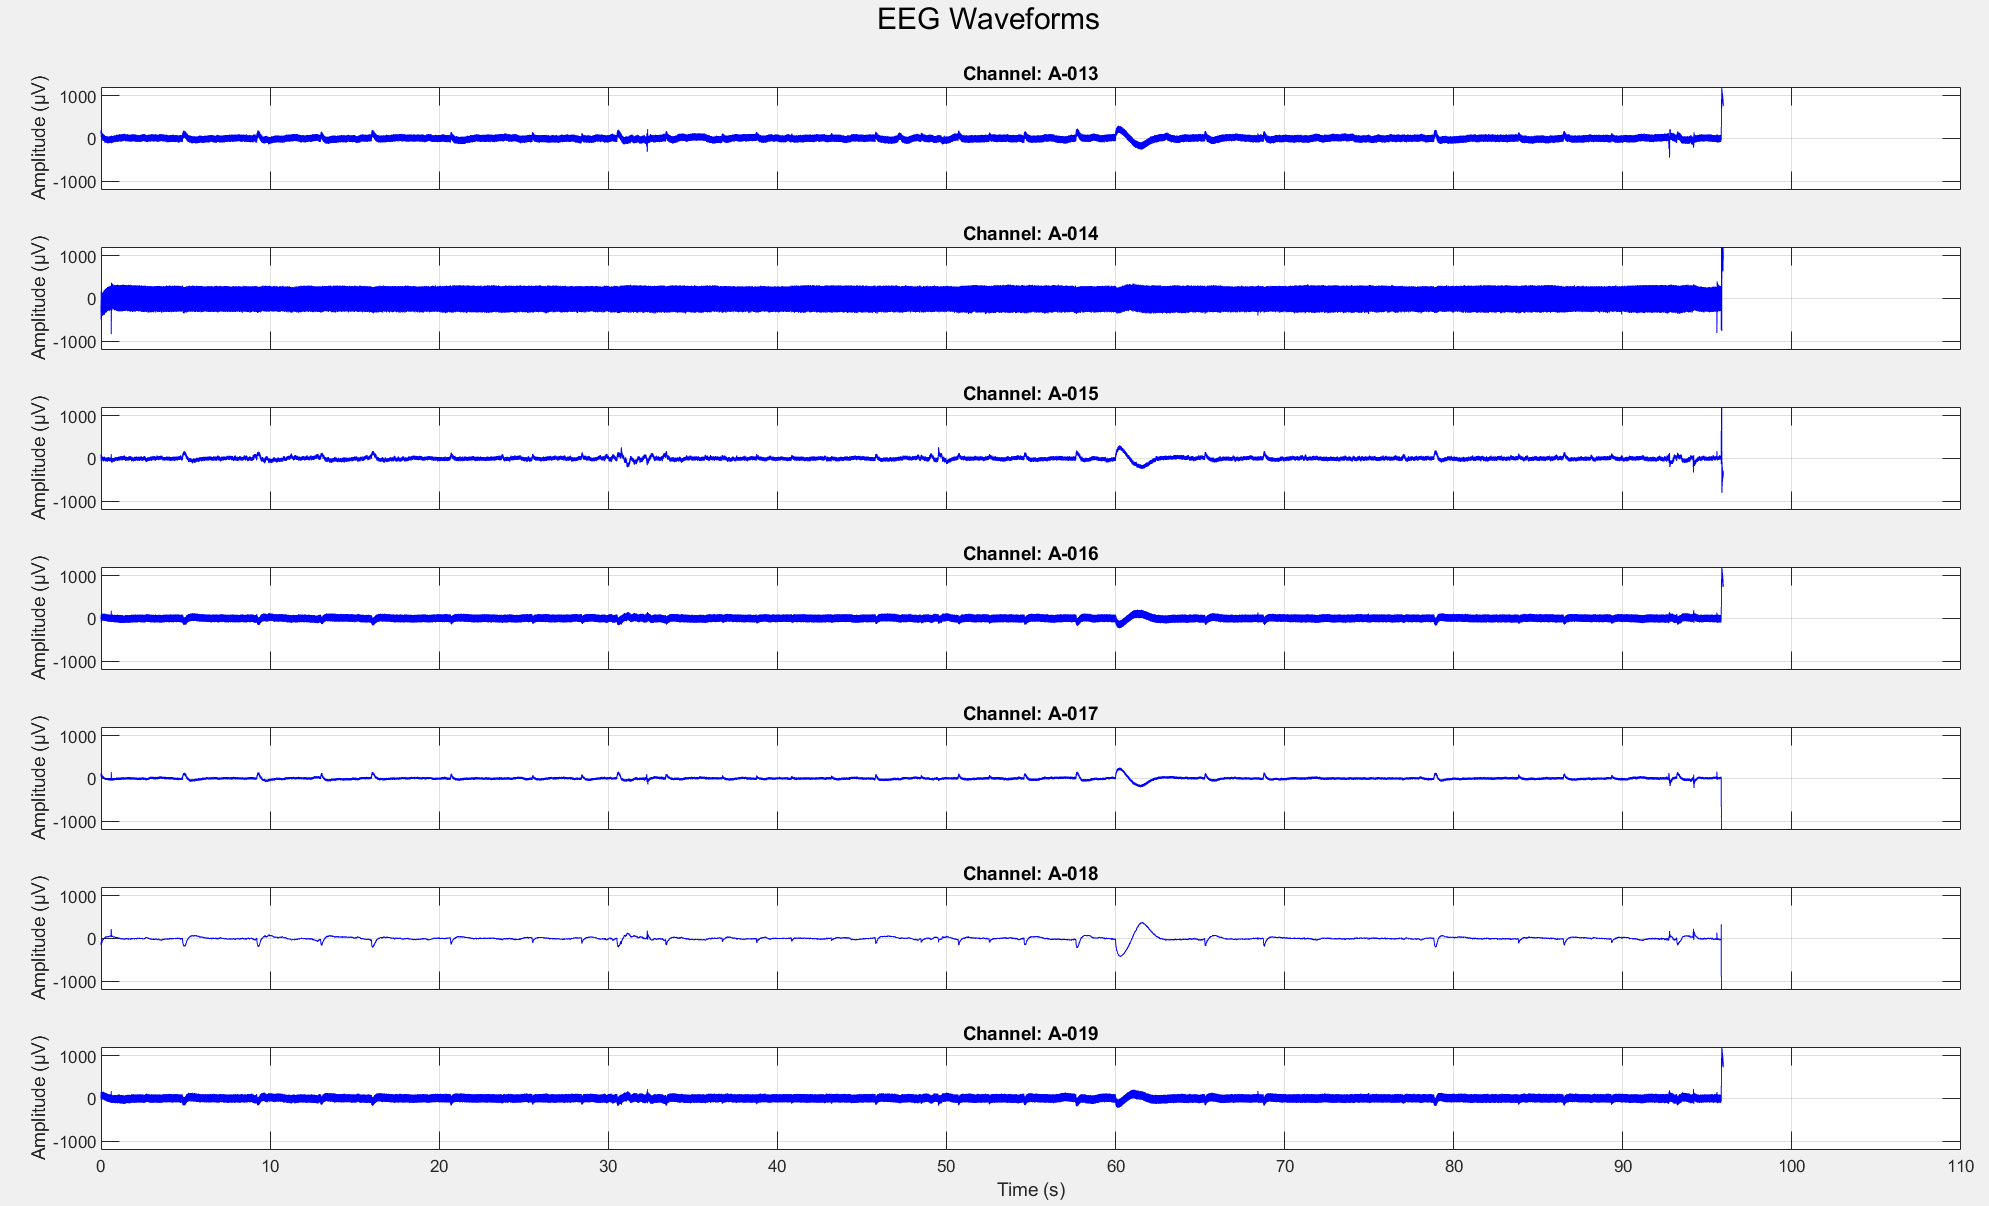 EEG Waveforms
Channel: A-013
Amplitude (µV)
1000
0
-1000
Channel: A-014
Amplitude (µV)
1000
0
-1000
Channel: A-015
Amplitude (µV)
1000
0
-1000
Channel: A-016
Amplitude (µV)
1000
0
-1000
Channel: A-017
Amplitude (µV)
1000
0
-1000
Channel: A-018
Amplitude (µV)
1000
0
-1000
Channel: A-019
Amplitude (µV)
1000
0
-1000
0 10 20 30 40 50 60 70 80 90 100 110
Time (s)